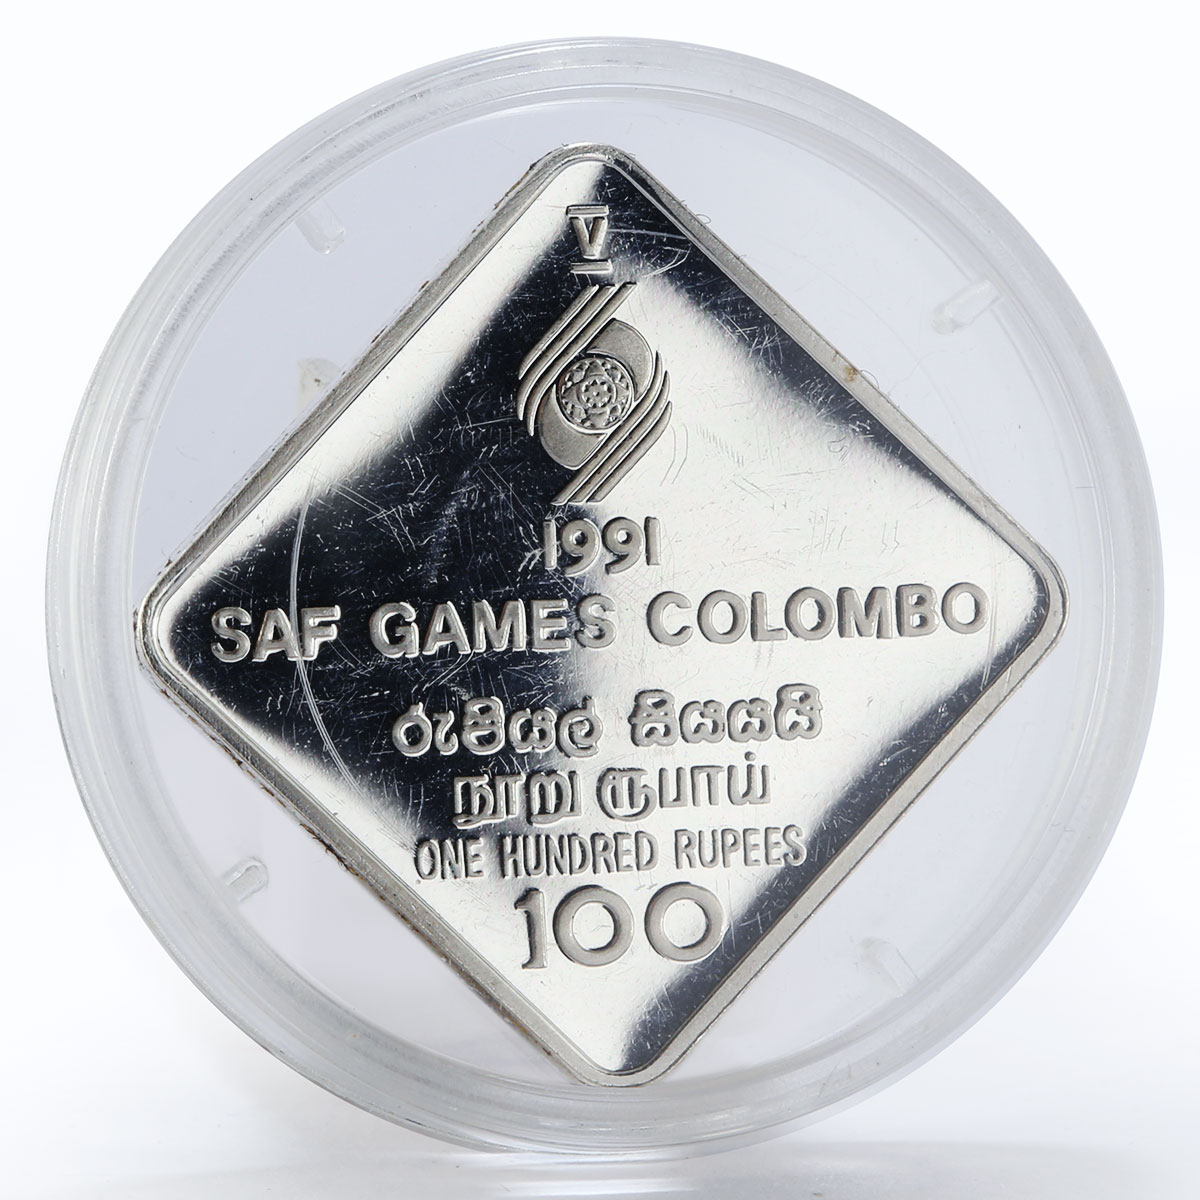 V
1991
SAF GAMES COLOMBO
රුපියල් සියයයි
நூறு ரூபாய்
ONE HUNDRED RUPEES
100